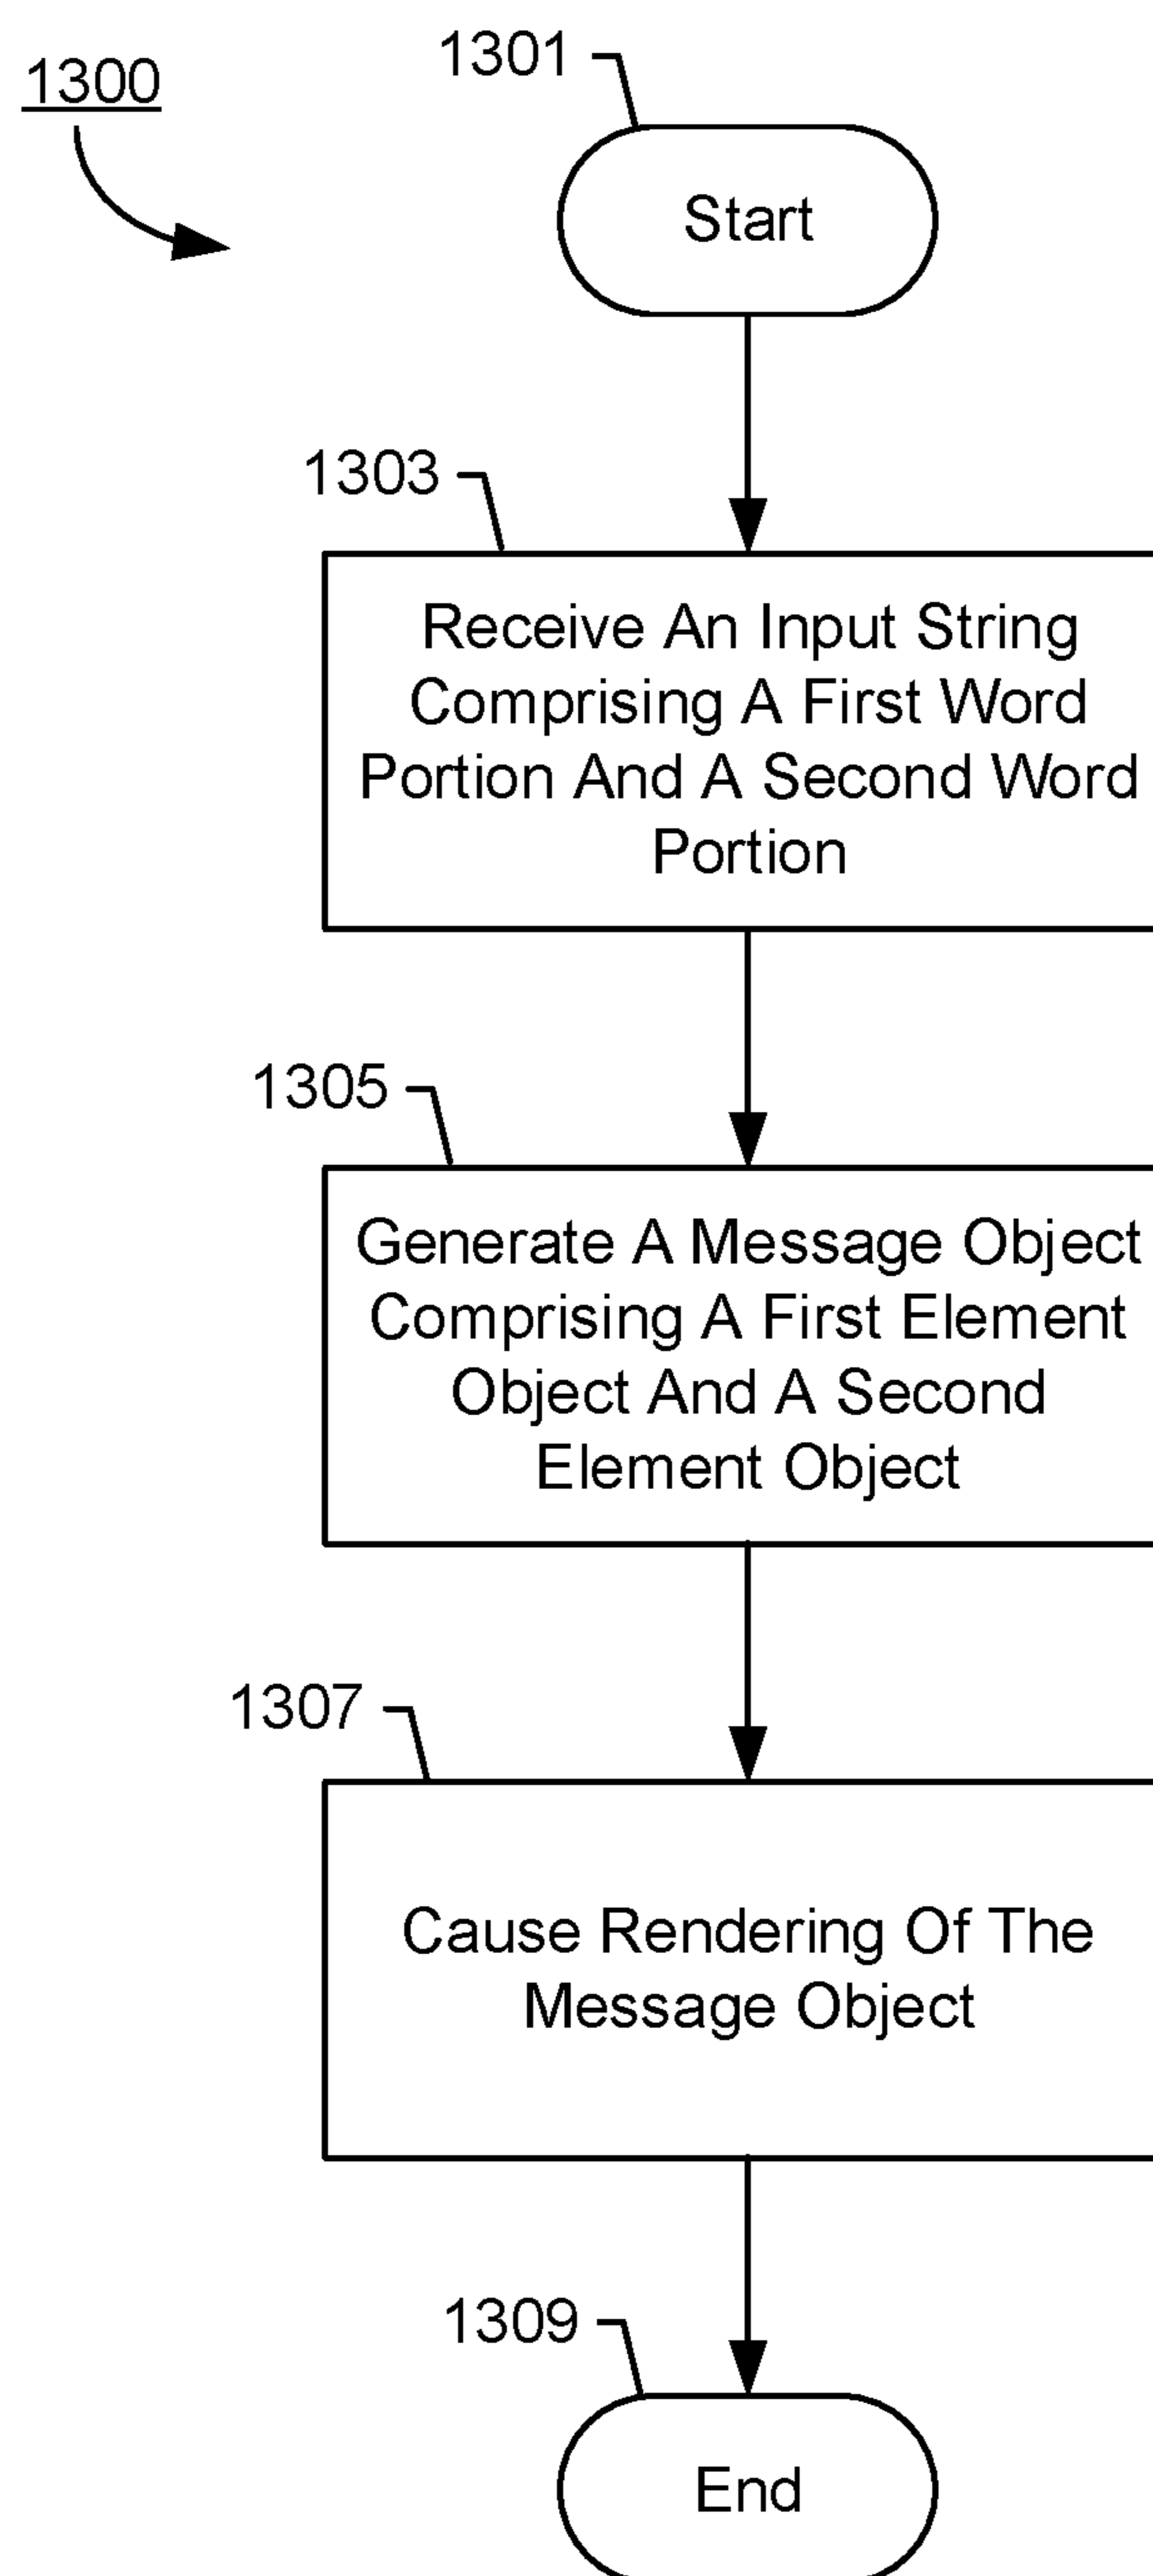 1300
1301
Start
1303
Receive An Input String
Comprising A First Word
Portion And A Second Word
Portion
1305
Generate A Message Object
Comprising A First Element
Object And A Second
Element Object
1307
Cause Rendering Of The
Message Object
1309
End